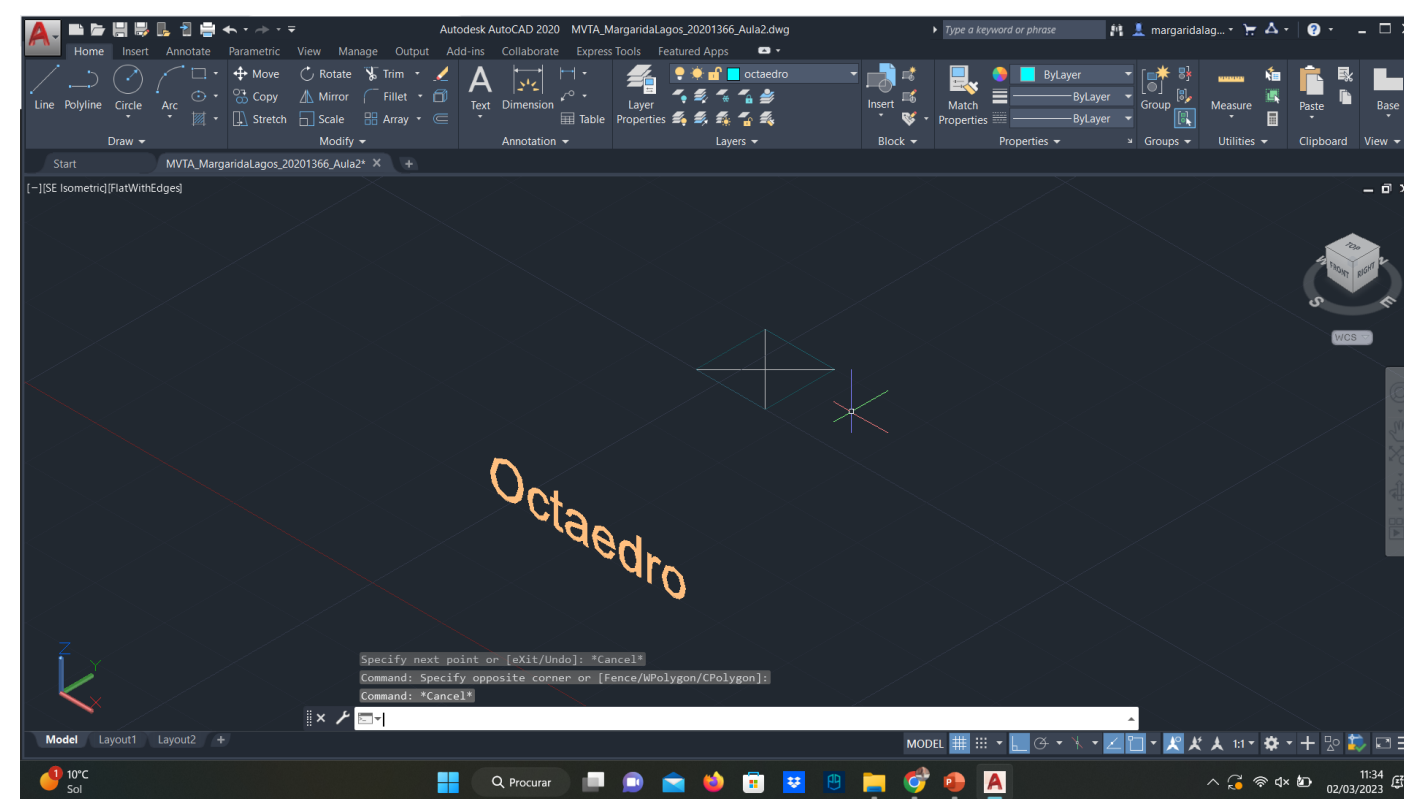 Autodesk AutoCAD 2020 MVTA_MargaridaLagos_20201366_Aula2.dwg
Type a keyword or phrase
margaridalag...
Home Insert Annotate Parametric View Manage Output Add-ins Collaborate Express Tools Featured Apps
Move Rotate Trim
octaedro
ByLayer
Copy Mirror Fillet
ByLayer
Line Polyline Circle Arc
Text Dimension
Layer
Properties
Insert
Match
Properties
Group
Measure
Paste
Base
Stretch Scale Array
Table
ByLayer
Draw Modify Annotation Layers Block Properties Groups Utilities Clipboard View
Start MVTA_MargaridaLagos_20201366_Aula2* +
[−][SE Isometric][FlatWithEdges]
TOP
FRONT RIGHT
S E
WCS
Octaedro
Z
Y
X
Specify next point or [eXit/Undo]: *Cancel*
Command: Specify opposite corner or [Fence/WPolygon/CPolygon]:
Command: *Cancel*
Model Layout1 Layout2 +
MODEL 1:1
1
10°C
Sol
Procurar
11:34
02/03/2023